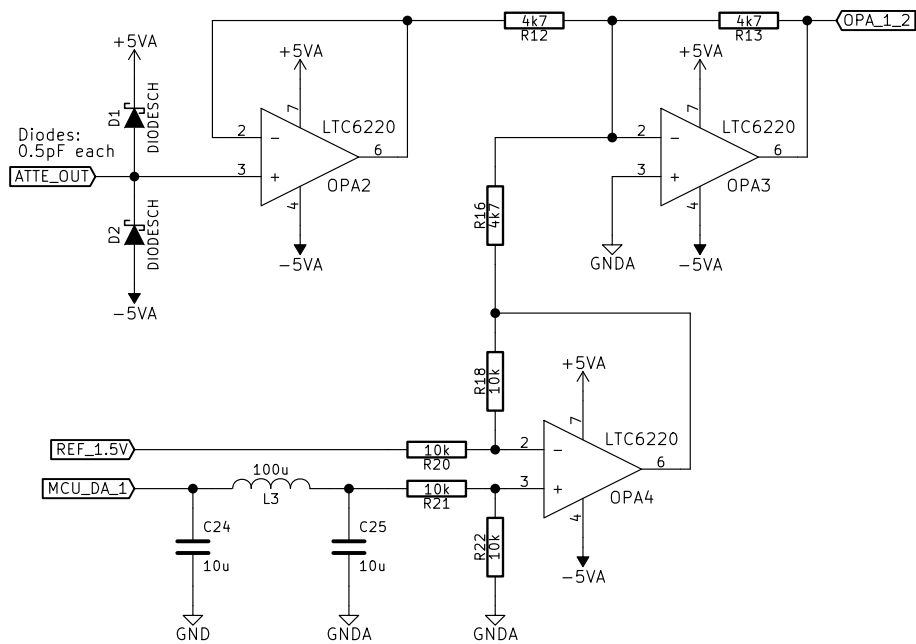 4k7
R12
4k7
R13
OPA_1_2
+5VA
D1
DIODESCH
Diodes:
0.5pF each
ATTE_OUT
D2
DIODESCH
-5VA
+5VA
7
2
-
LTC6220
6
3
+
OPA2
4
-5VA
+5VA
7
2
-
LTC6220
6
3
+
OPA3
4
-5VA
GNDA
R16
4k7
R18
10k
+5VA
7
REF_1.5V
10k
R20
2
-
LTC6220
6
MCU_DA_1
100u
L3
10k
R21
3
+
OPA4
4
-5VA
C24
10u
C25
10u
R22
10k
GND
GNDA
GNDA